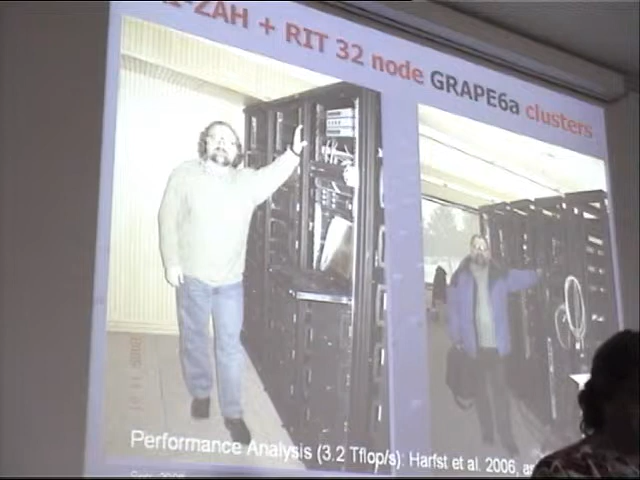 -ZAH + RIT 32 node GRAPE6a clusters
Performance Analysis (3.2 Tflop/s): Harfst et al. 2006,